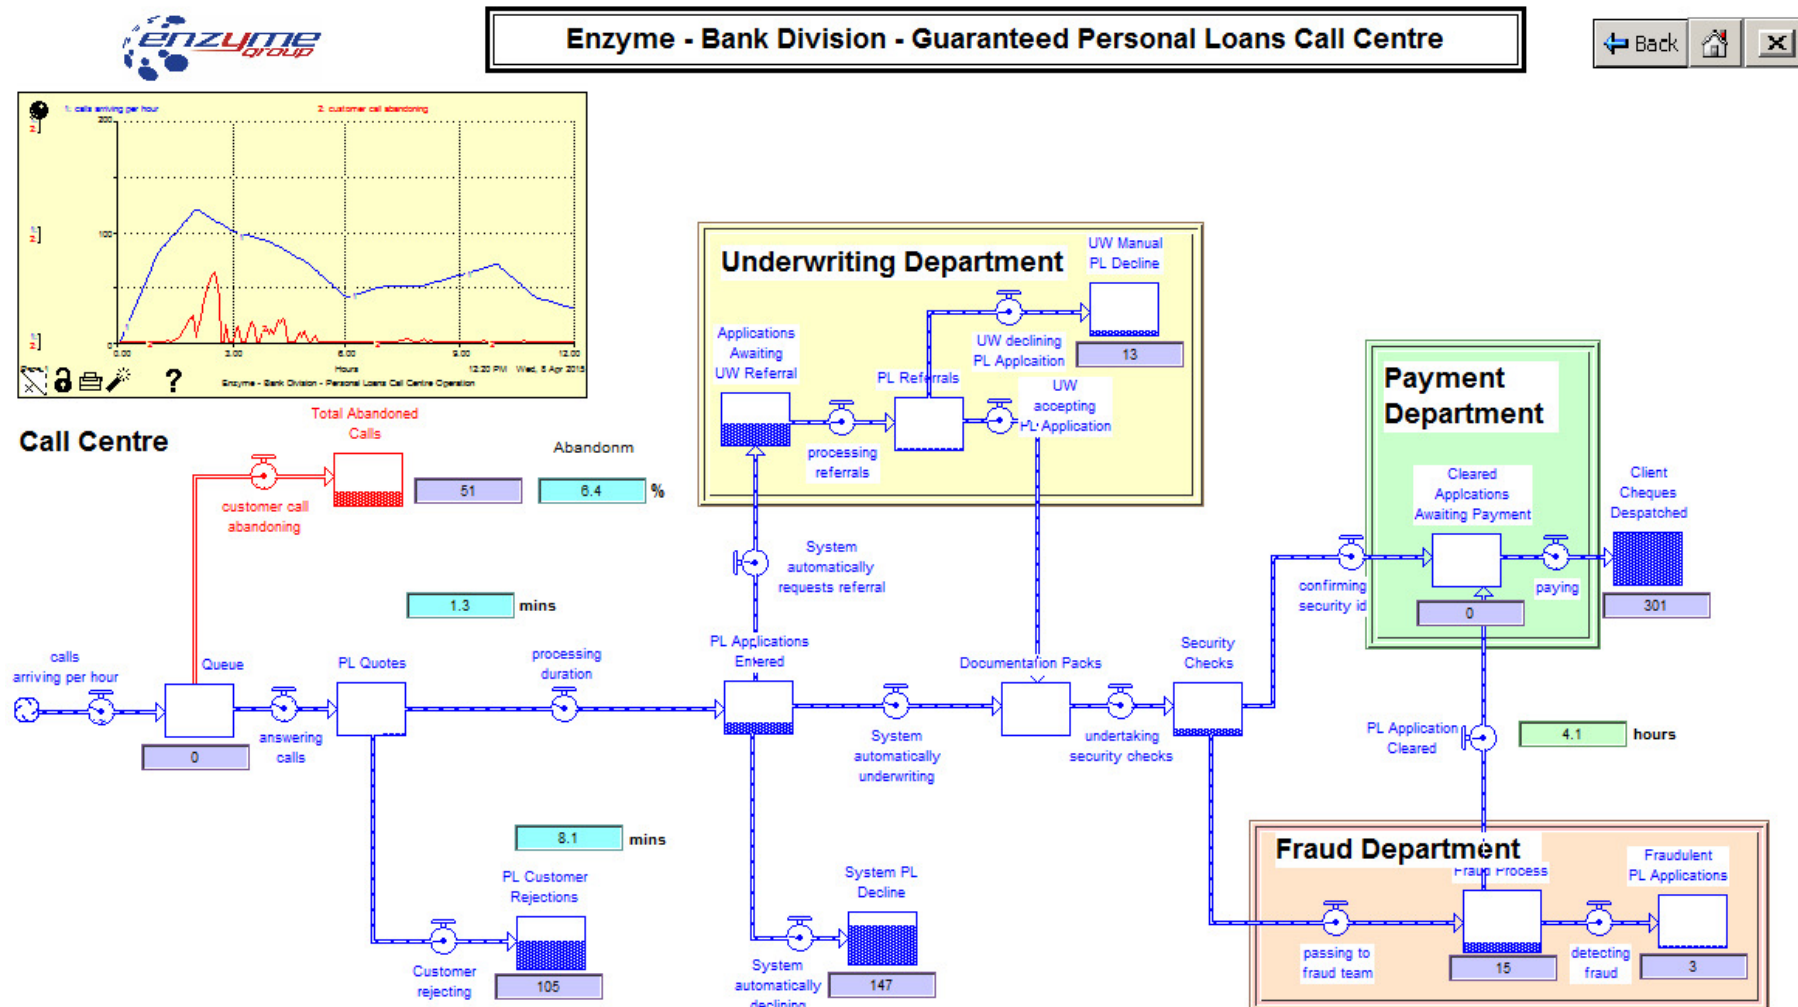 enzyme
group
Enzyme - Bank Division - Guaranteed Personal Loans Call Centre
Back
1: calls arriving per hour
2: customer call abandoning
200
100
0
0.00
3.00
6.00
9.00
12.00
Hours
12:20 PM Wed, 8 Apr 2015
Enzyme - Bank Division - Personal Loans Call Centre Operation
?
Call Centre
Total Abandoned
Calls
51
Abandonm
6.4
%
customer call
abandoning
1.3
mins
calls
arriving per hour
Queue
0
answering
calls
PL Quotes
processing
duration
8.1
mins
PL Customer
Rejections
105
Customer
rejecting
Underwriting Department
UW Manual
PL Decline
13
Applications
Awaiting
UW Referral
PL Referrals
UW declining
PL Applcaition
UW
accepting
PL Application
processing
referrals
System
automatically
requests referral
PL Applications
Entered
System
automatically
underwriting
System PL
Decline
147
System
automatically
declining
Documentation Packs
undertaking
security checks
Security
Checks
confirming
security id
Payment
Department
Cleared
Applcations
Awaiting Payment
0
paying
Client
Cheques
Despatched
301
PL Application
Cleared
4.1
hours
Fraud Department
Fraud Process
15
passing to
fraud team
detecting
fraud
Fraudulent
PL Applications
3